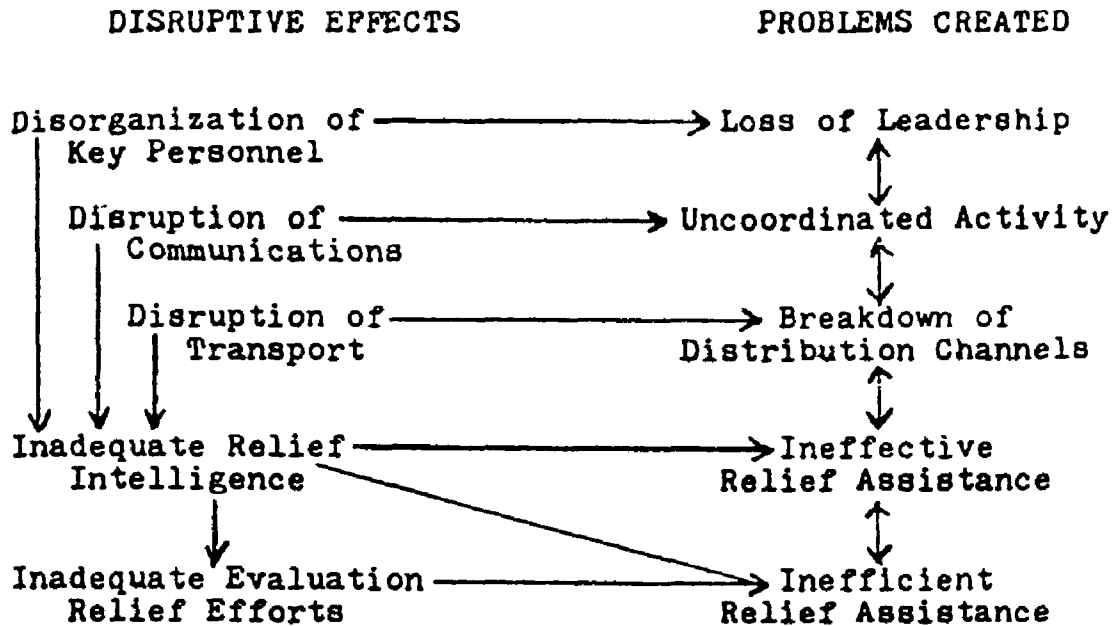 DISRUPTIVE EFFECTS PROBLEMS CREATED
Disorganization of Loss of Leadership
Key Personnel
Disruption of Uncoordinated Activity
Communications
Disruption of Breakdown of
Transport Distribution Channels
Inadequate Relief Ineffective
Intelligence Relief Assistance
Inadequate Evaluation Inefficient
Relief Efforts Relief Assistance